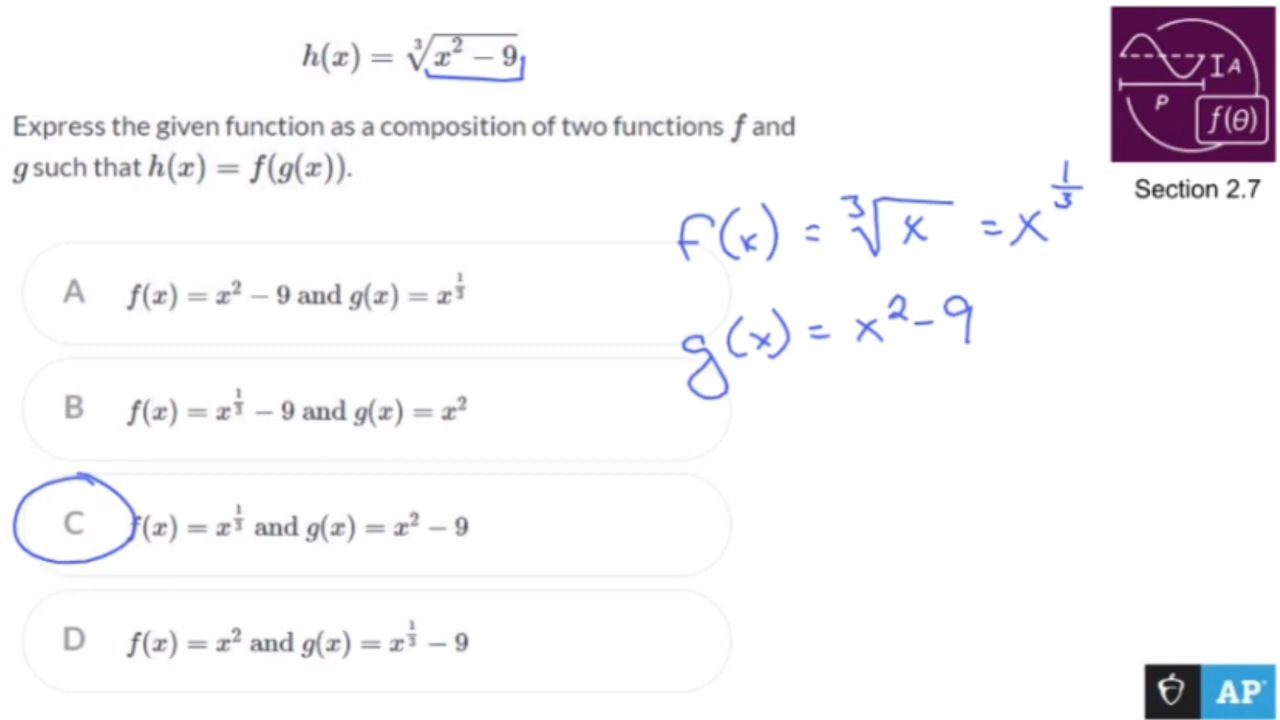 h(x) = ∛(x² − 9)
Express the given function as a composition of two functions f and
g such that h(x) = f(g(x)).
A f(x) = x² − 9 and g(x) = x^(1/3)
B f(x) = x^(1/3) − 9 and g(x) = x²
C f(x) = x^(1/3) and g(x) = x² − 9
D f(x) = x² and g(x) = x^(1/3) − 9
f(x) = ∛x = x^(1/3)
g(x) = x² − 9
I A
P
f(θ)
Section 2.7
AP